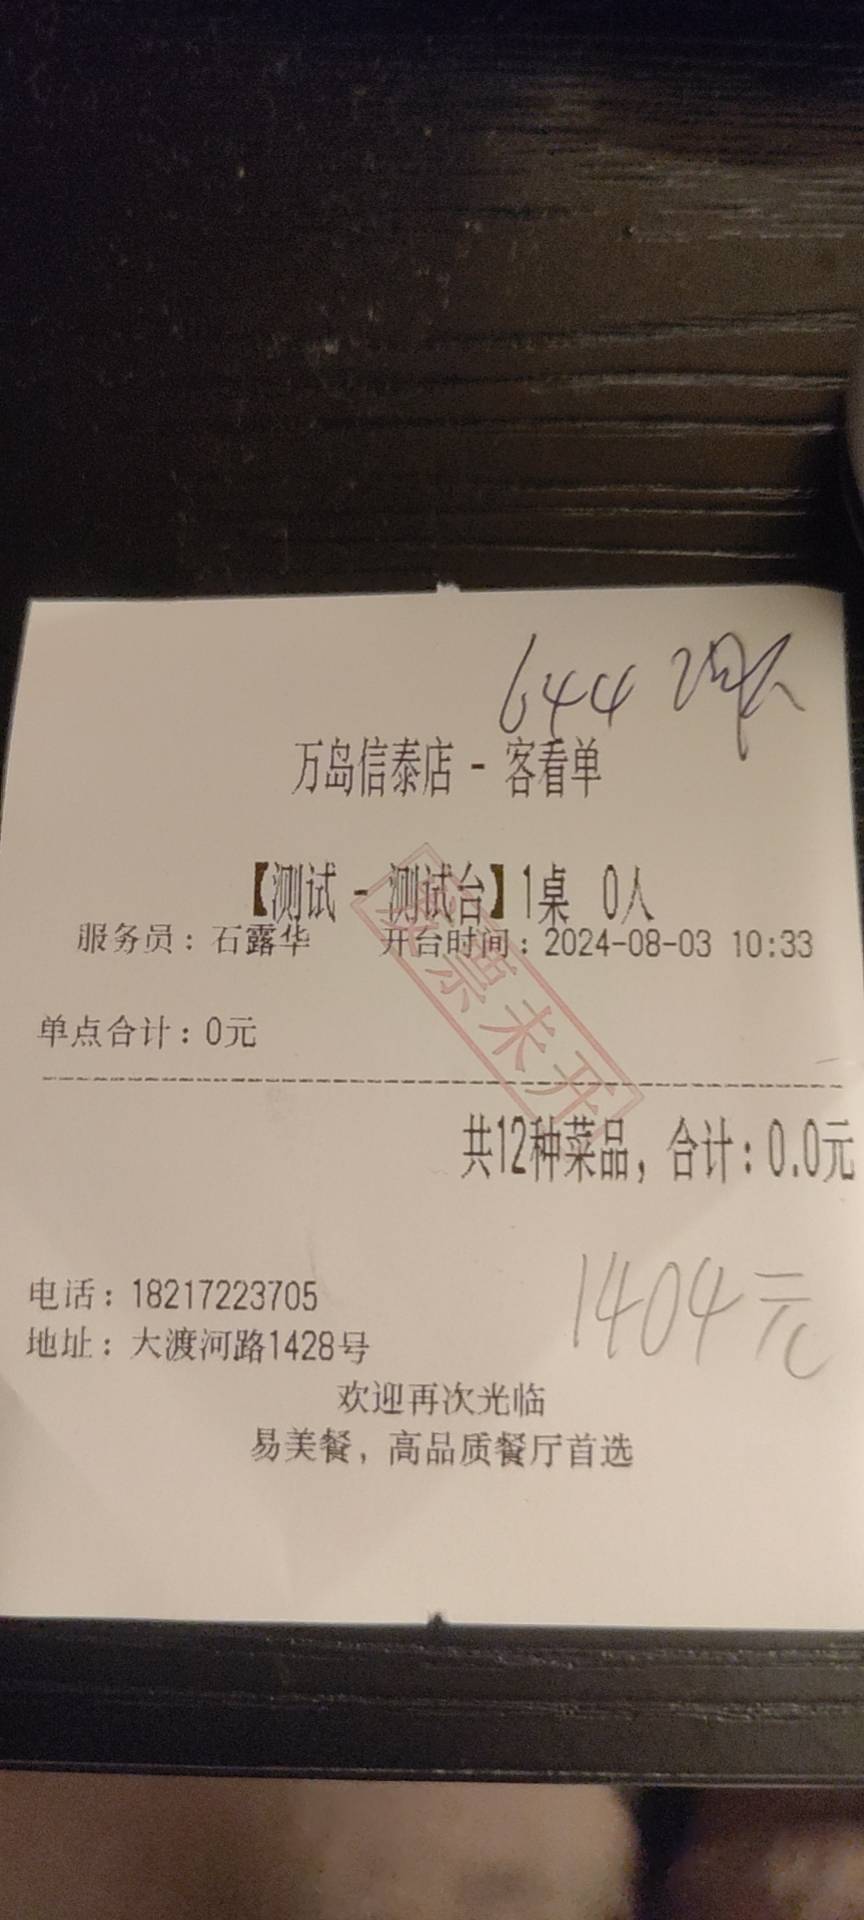 644
万岛信泰店 - 客看单
【测试 - 测试台】1桌 0人
服务员：石露华 开台时间：2024-08-03 10:33
发票未开
单点合计：0元
共12种菜品，合计：0.0元
1404元
电话：18217223705
地址：大渡河路1428号
欢迎再次光临
易美餐，高品质餐厅首选